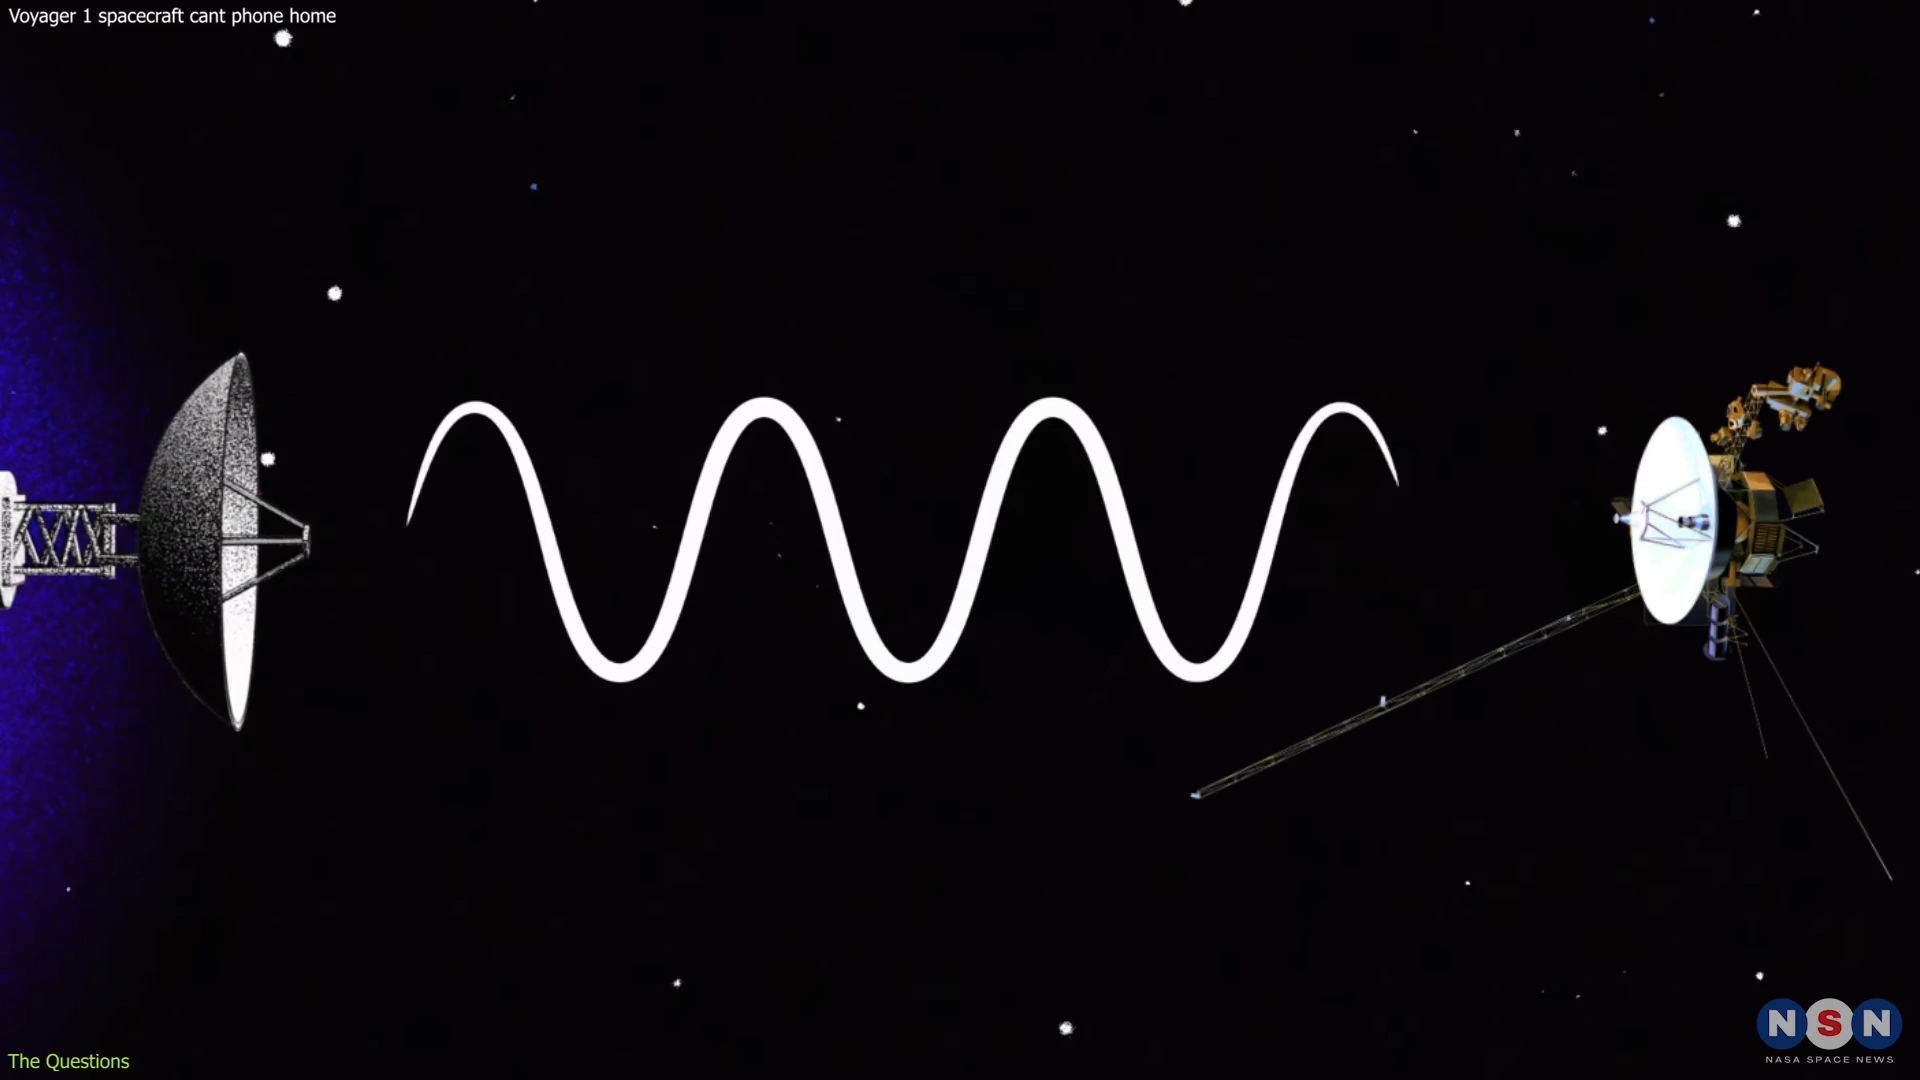 Voyager 1 spacecraft cant phone home
The Questions
NSN
NASA SPACE NEWS